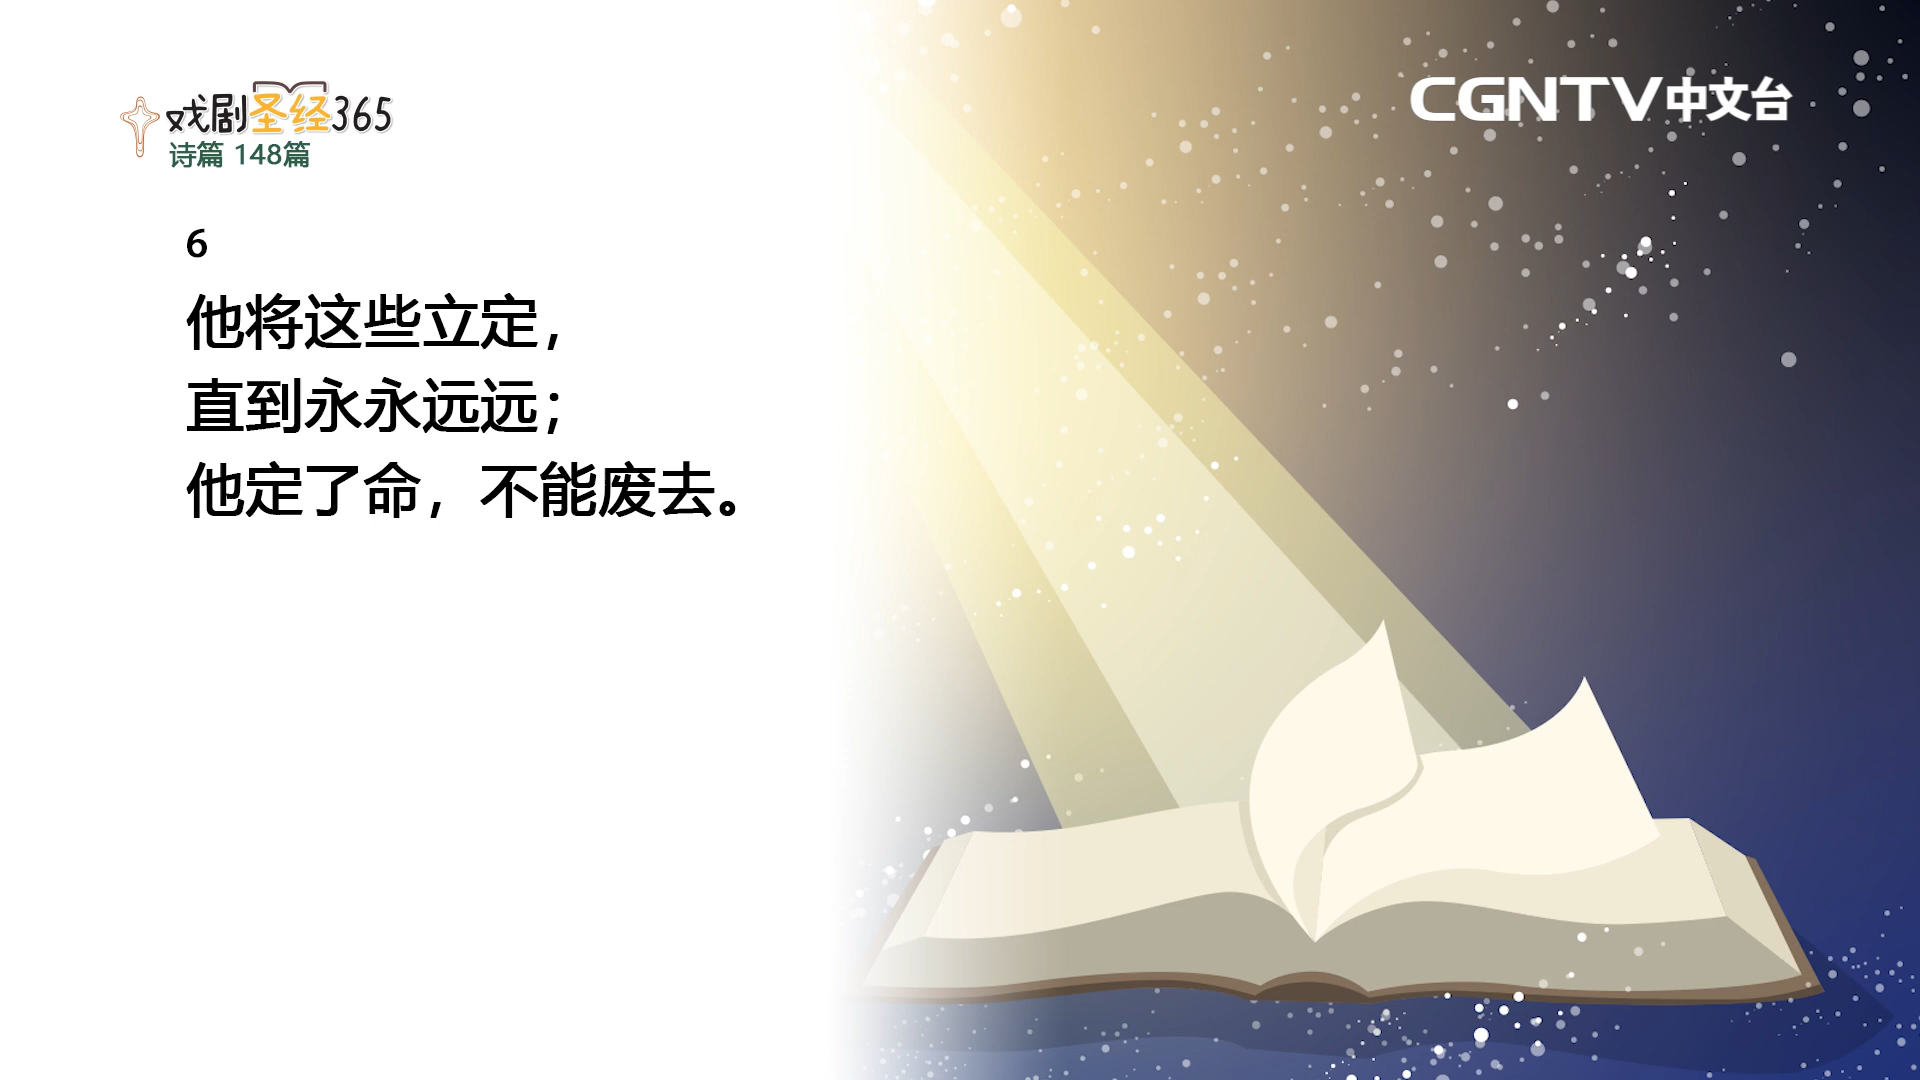 戏剧圣经365
诗篇 148篇
CGNTV中文台
6
他将这些立定，
直到永永远远；
他定了命，不能废去。